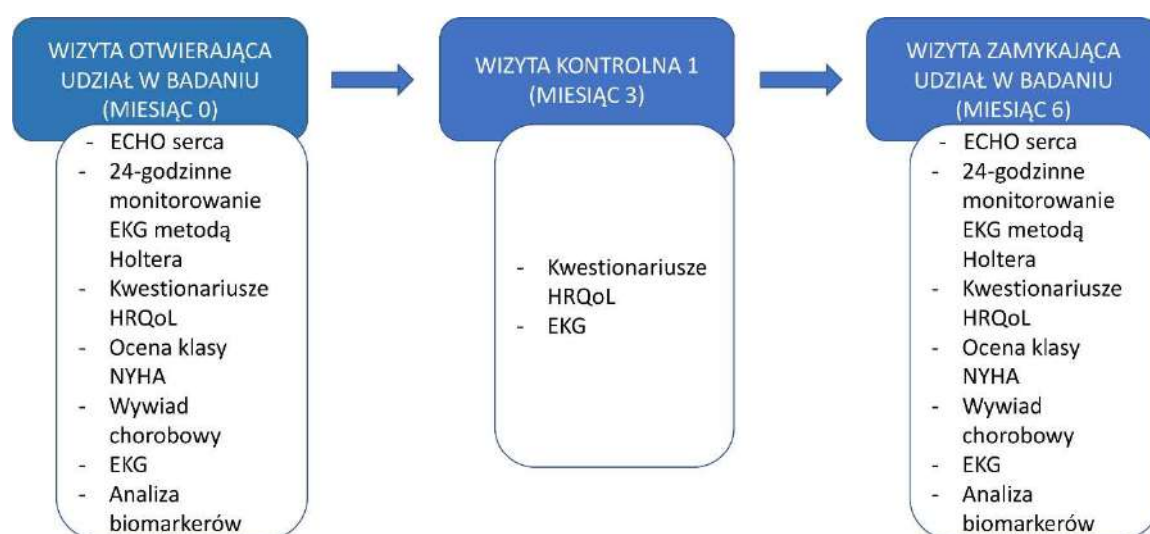 WIZYTA OTWIERAJĄCA
UDZIAŁ W BADANIU
(MIESIĄC 0)
- ECHO serca
- 24-godzinne
monitorowanie
EKG metodą
Holtera
- Kwestionariusze
HRQoL
- Ocena klasy
NYHA
- Wywiad
chorobowy
- EKG
- Analiza
biomarkerów
WIZYTA KONTROLNA 1
(MIESIĄC 3)
- Kwestionariusze
HRQoL
- EKG
WIZYTA ZAMYKAJĄCA
UDZIAŁ W BADANIU
(MIESIĄC 6)
- ECHO serca
- 24-godzinne
monitorowanie
EKG metodą
Holtera
- Kwestionariusze
HRQoL
- Ocena klasy
NYHA
- Wywiad
chorobowy
- EKG
- Analiza
biomarkerów